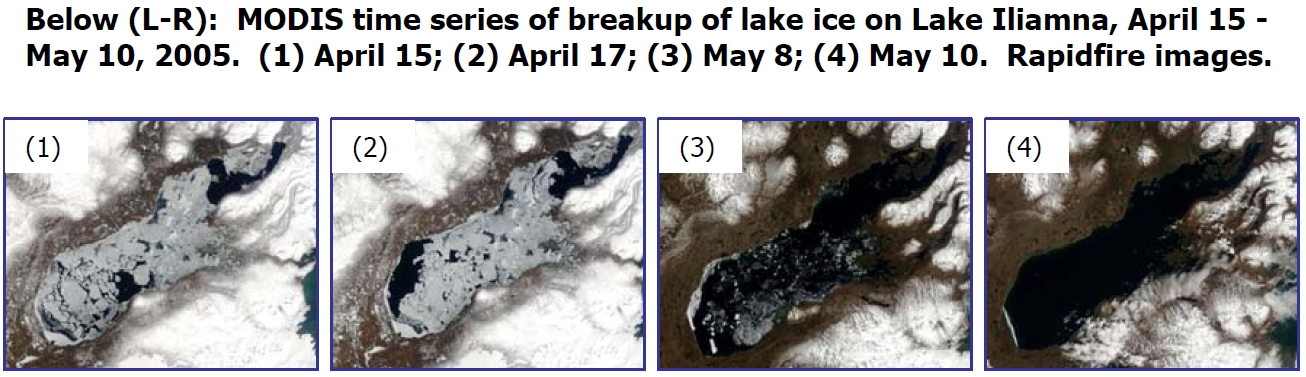 Below (L-R):  MODIS time series of breakup of lake ice on Lake Iliamna, April 15 -
May 10, 2005.  (1) April 15; (2) April 17; (3) May 8; (4) May 10.  Rapidfire images.
(1)
(2)
(3)
(4)